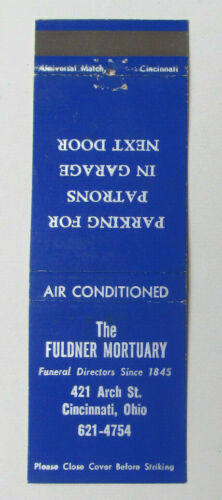 Universal Match, Cincinnati
PARKING FOR
PATRONS
IN GARAGE
NEXT DOOR
AIR CONDITIONED
The
FULDNER MORTUARY
Funeral Directors Since 1845
421 Arch St.
Cincinnati, Ohio
621-4754
Please Close Cover Before Striking